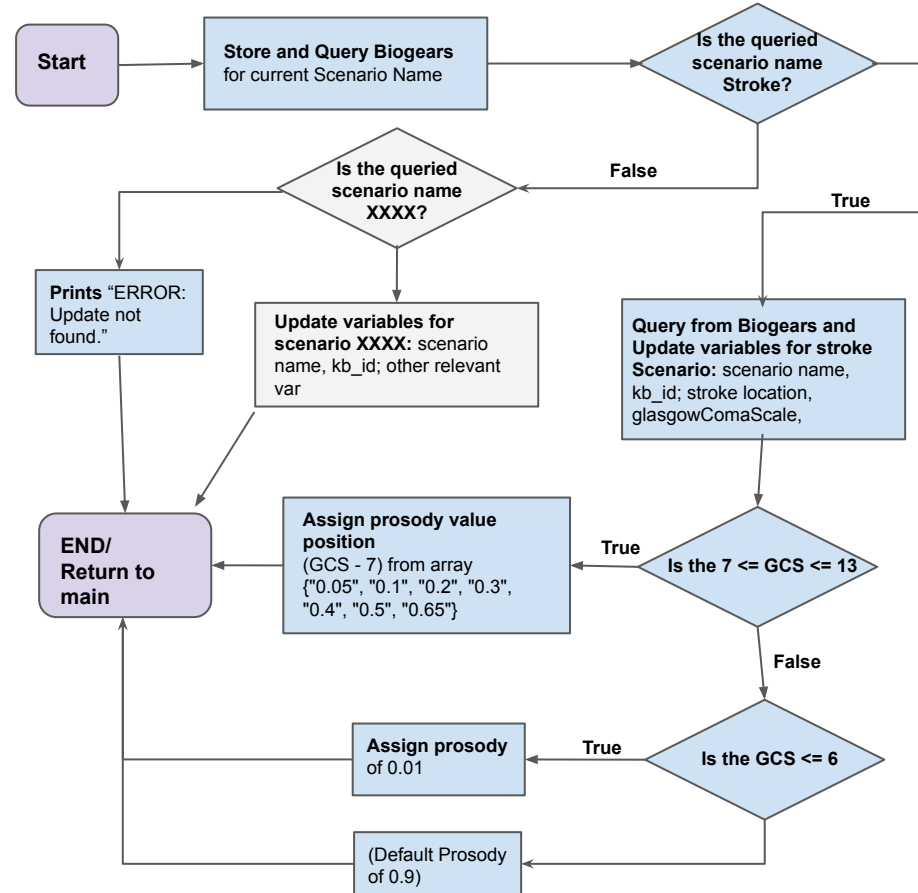 Start
Store and Query Biogears
for current Scenario Name
Is the queried
scenario name
Stroke?
False
True
Is the queried
scenario name
XXXX?
Prints “ERROR:
Update not
found.”
Update variables for
scenario XXXX: scenario
name, kb_id; other relevant
var
Query from Biogears and
Update variables for stroke
Scenario: scenario name,
kb_id; stroke location,
glasgowComaScale,
Is the 7 <= GCS <= 13
True
Assign prosody value
position
(GCS - 7) from array
{"0.05", "0.1", "0.2", "0.3",
"0.4", "0.5", "0.65"}
END/
Return to
main
False
Is the GCS <= 6
True
Assign prosody
of 0.01
(Default Prosody
of 0.9)